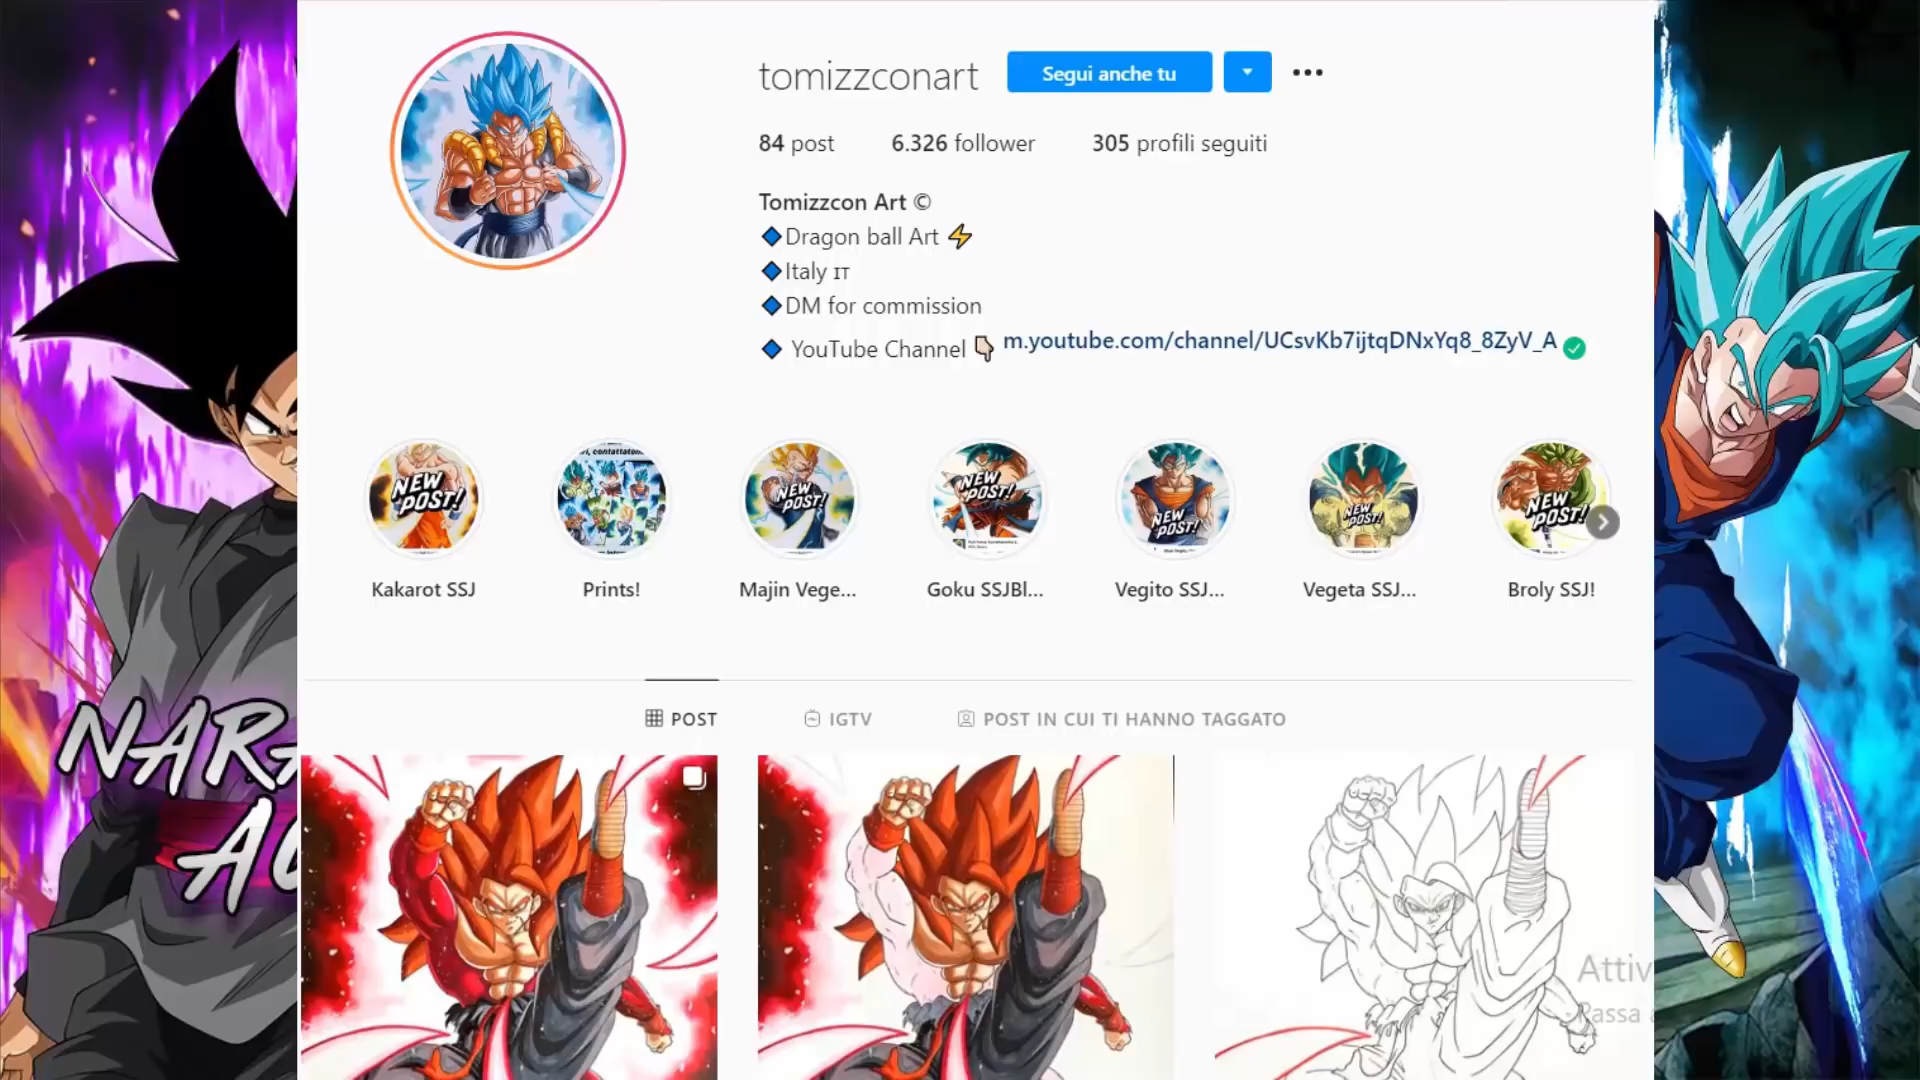 tomizzconart
Segui anche tu
84 post 6.326 follower 305 profili seguiti
Tomizzcon Art ©
Dragon ball Art
Italy IT
DM for commission
YouTube Channel m.youtube.com/channel/UCsvKb7ijtqDNxYq8_8ZyV_A
NEW POST!
contattatemi
NEW POST!
NEW POST!
NEW POST!
NEW POST!
NEW POST!
Kakarot SSJ
Prints!
Majin Vege...
Goku SSJBl...
Vegito SSJ...
Vegeta SSJ...
Broly SSJ!
POST
IGTV
POST IN CUI TI HANNO TAGGATO
NAR
A
Attiv
Passa a